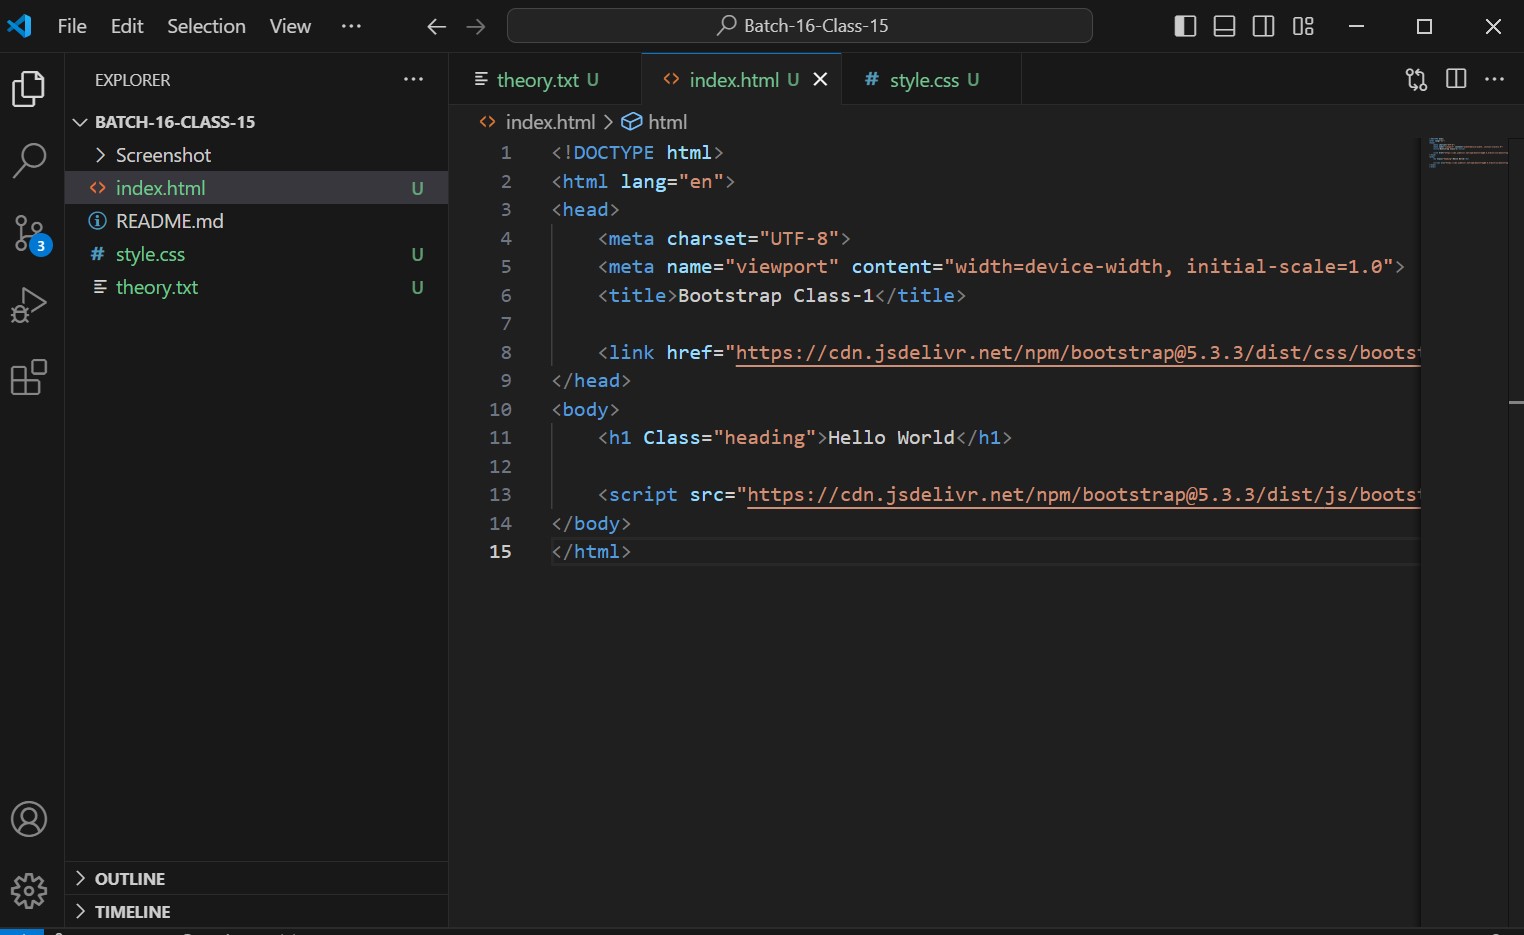 File Edit Selection View ··· Batch-16-Class-15
EXPLORER ···
theory.txt U index.html U style.css U
BATCH-16-CLASS-15
Screenshot
index.html U
README.md
style.css U
theory.txt U
3
OUTLINE
TIMELINE
index.html > html
1 <!DOCTYPE html>
2 <html lang="en">
3 <head>
4 <meta charset="UTF-8">
5 <meta name="viewport" content="width=device-width, initial-scale=1.0">
6 <title>Bootstrap Class-1</title>
7
8 <link href="https://cdn.jsdelivr.net/npm/bootstrap@5.3.3/dist/css/boots
9 </head>
10 <body>
11 <h1 Class="heading">Hello World</h1>
12
13 <script src="https://cdn.jsdelivr.net/npm/bootstrap@5.3.3/dist/js/boots
14 </body>
15 </html>